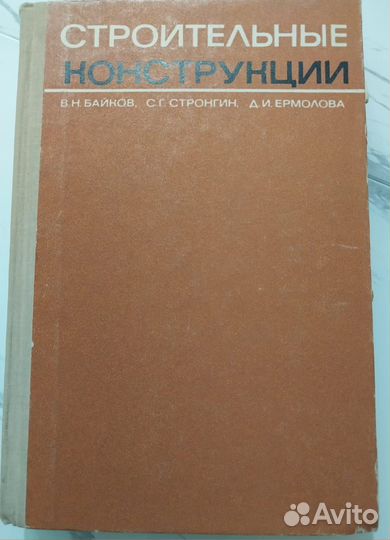 СТРОИТЕЛЬНЫЕ
КОНСТРУКЦИИ
В.Н. БАЙКОВ, С.Г. СТРОНГИН, Д.И. ЕРМОЛОВА
Avito